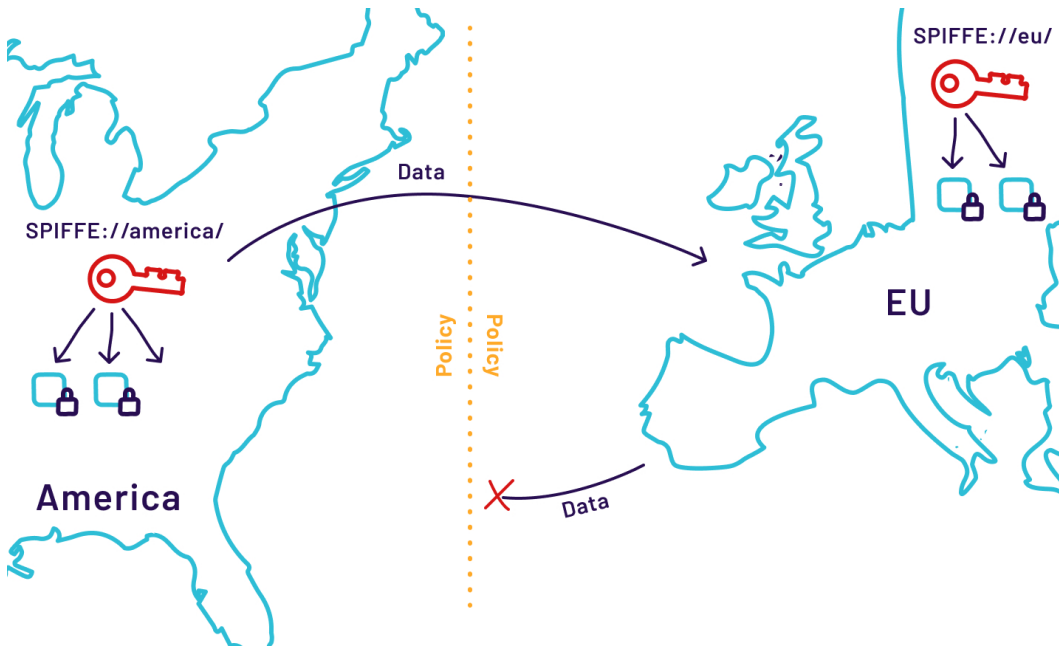 SPIFFE://eu/
Data
SPIFFE://america/
EU
Policy
Policy
America
Data